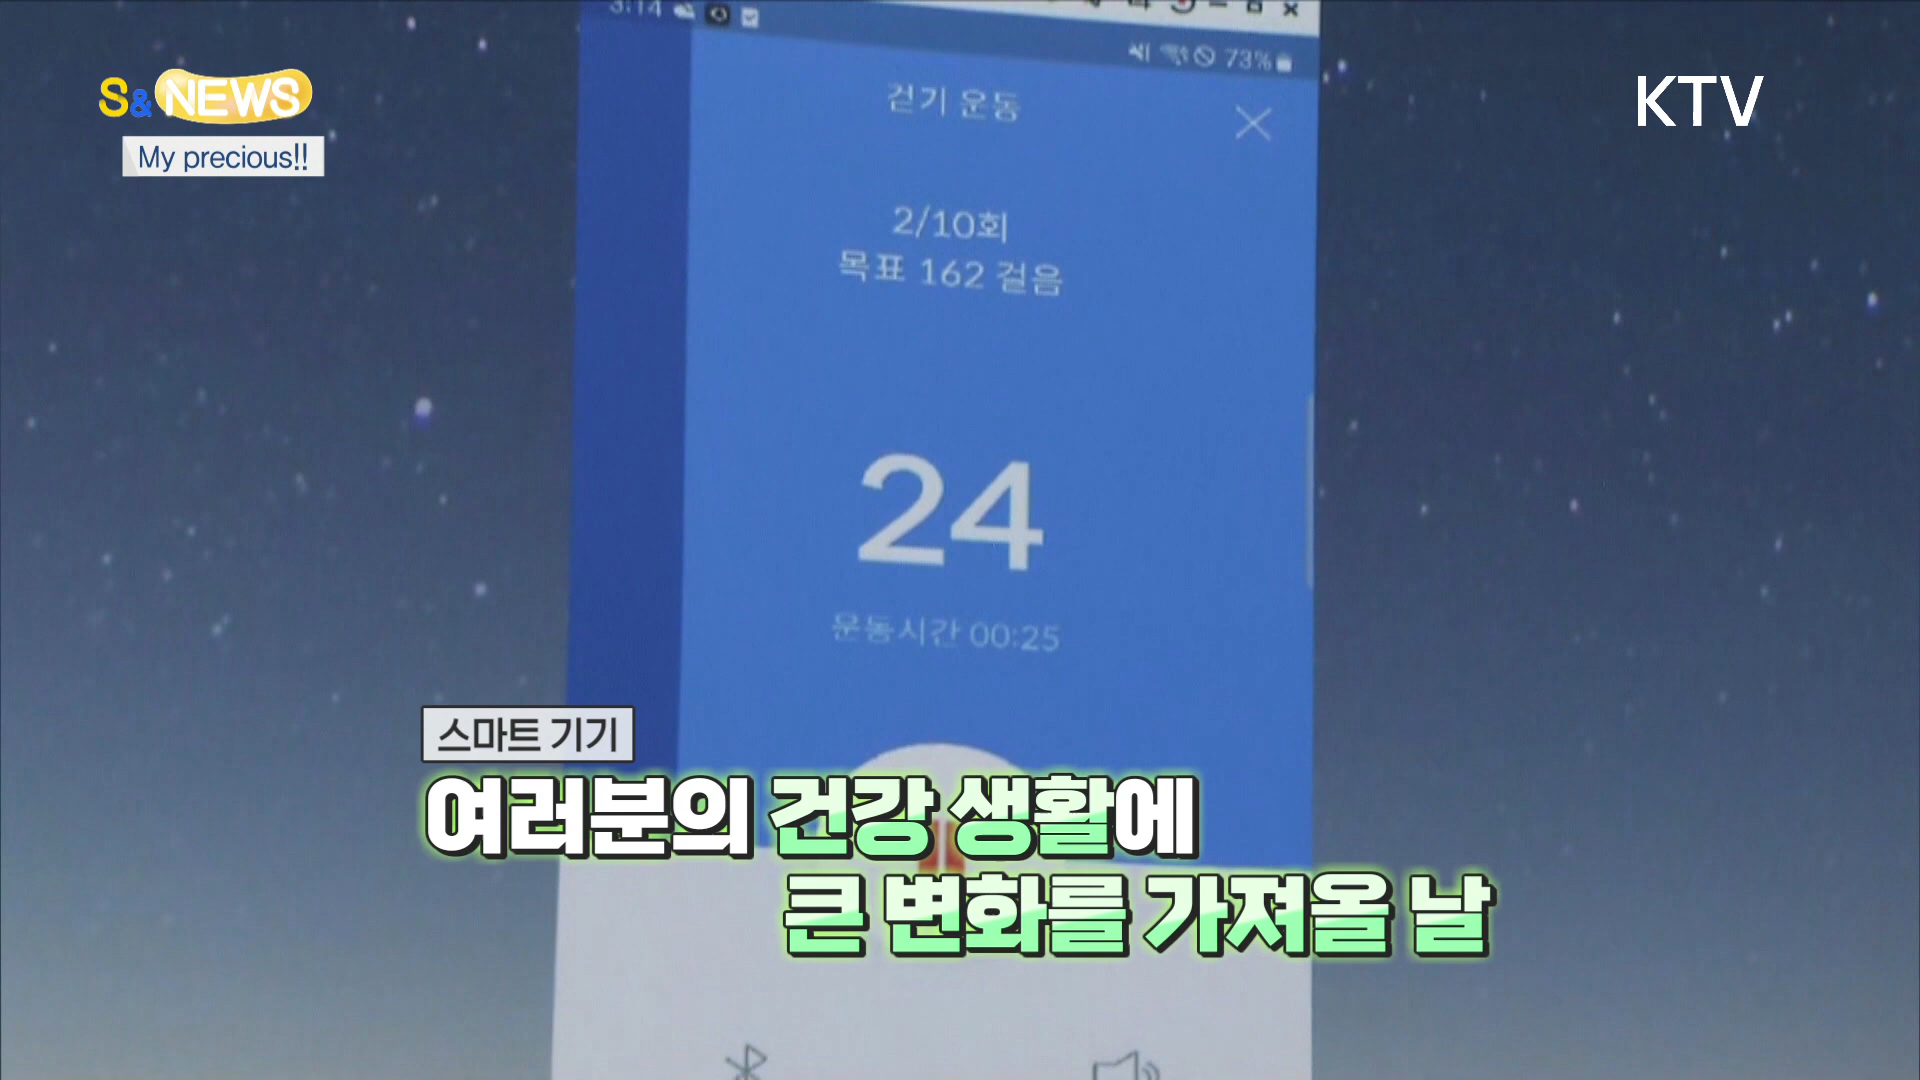 3:14
73%
S& NEWS
My precious!!
KTV
걷기 운동
2/10회
목표 162 걸음
24
운동시간 00:25
스마트 기기
여러분의 건강 생활에
큰 변화를 가져올 날